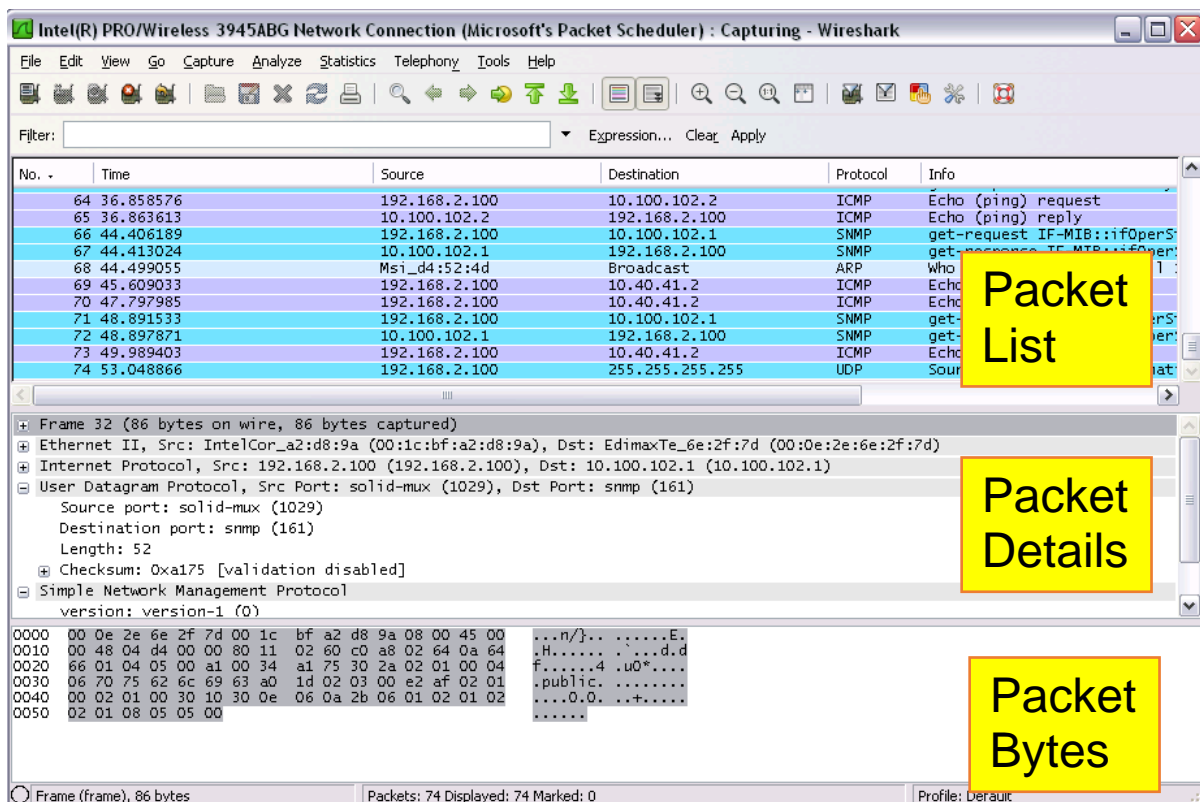 Intel(R) PRO/Wireless 3945ABG Network Connection (Microsoft's Packet Scheduler) : Capturing - Wireshark
File Edit View Go Capture Analyze Statistics Telephony Tools Help
Filter: Expression... Clear Apply
No. Time Source Destination Protocol Info
64 36.858576 192.168.2.100 10.100.102.2 ICMP Echo (ping) request
65 36.863613 10.100.102.2 192.168.2.100 ICMP Echo (ping) reply
66 44.406189 192.168.2.100 10.100.102.1 SNMP get-request IF-MIB::ifOperS
67 44.413024 10.100.102.1 192.168.2.100 SNMP
68 44.499055 Msi_d4:52:4d Broadcast ARP Who
69 45.609033 192.168.2.100 10.40.41.2 ICMP Echo
70 47.797985 192.168.2.100 10.40.41.2 ICMP Echo
71 48.891533 192.168.2.100 10.100.102.1 SNMP get-
72 48.897871 10.100.102.1 192.168.2.100 SNMP get-
73 49.989403 192.168.2.100 10.40.41.2 ICMP Echo
74 53.048866 192.168.2.100 255.255.255.255 UDP Sour
Packet
List
Frame 32 (86 bytes on wire, 86 bytes captured)
Ethernet II, Src: IntelCor_a2:d8:9a (00:1c:bf:a2:d8:9a), Dst: EdimaxTe_6e:2f:7d (00:0e:2e:6e:2f:7d)
Internet Protocol, Src: 192.168.2.100 (192.168.2.100), Dst: 10.100.102.1 (10.100.102.1)
User Datagram Protocol, Src Port: solid-mux (1029), Dst Port: snmp (161)
Source port: solid-mux (1029)
Destination port: snmp (161)
Length: 52
Checksum: 0xa175 [validation disabled]
Simple Network Management Protocol
version: version-1 (0)
Packet
Details
0000 00 0e 2e 6e 2f 7d 00 1c bf a2 d8 9a 08 00 45 00 ...n/}.. ......E.
0010 00 48 04 d4 00 00 80 11 02 60 c0 a8 02 64 0a 64 .H...... .`...d.d
0020 66 01 04 05 00 a1 00 34 a1 75 30 2a 02 01 00 04 f......4 .u0*....
0030 06 70 75 62 6c 69 63 a0 1d 02 03 00 e2 af 02 01 .public. ........
0040 00 02 01 00 30 10 30 0e 06 0a 2b 06 01 02 01 02 ....0.0. ..+.....
0050 02 01 08 05 05 00 ......
Packet
Bytes
Frame (frame), 86 bytes Packets: 74 Displayed: 74 Marked: 0 Profile: Default